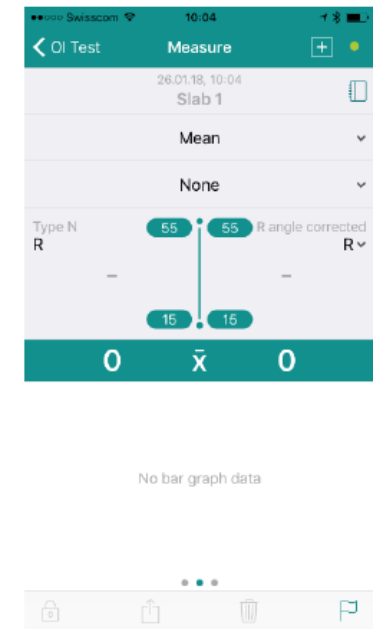 Swisscom 10:04
OI Test Measure
26.01.18, 10:04
Slab 1
Mean
None
Type N 55 55 R angle corrected
R R
– –
15 15
0 x̄ 0
No bar graph data